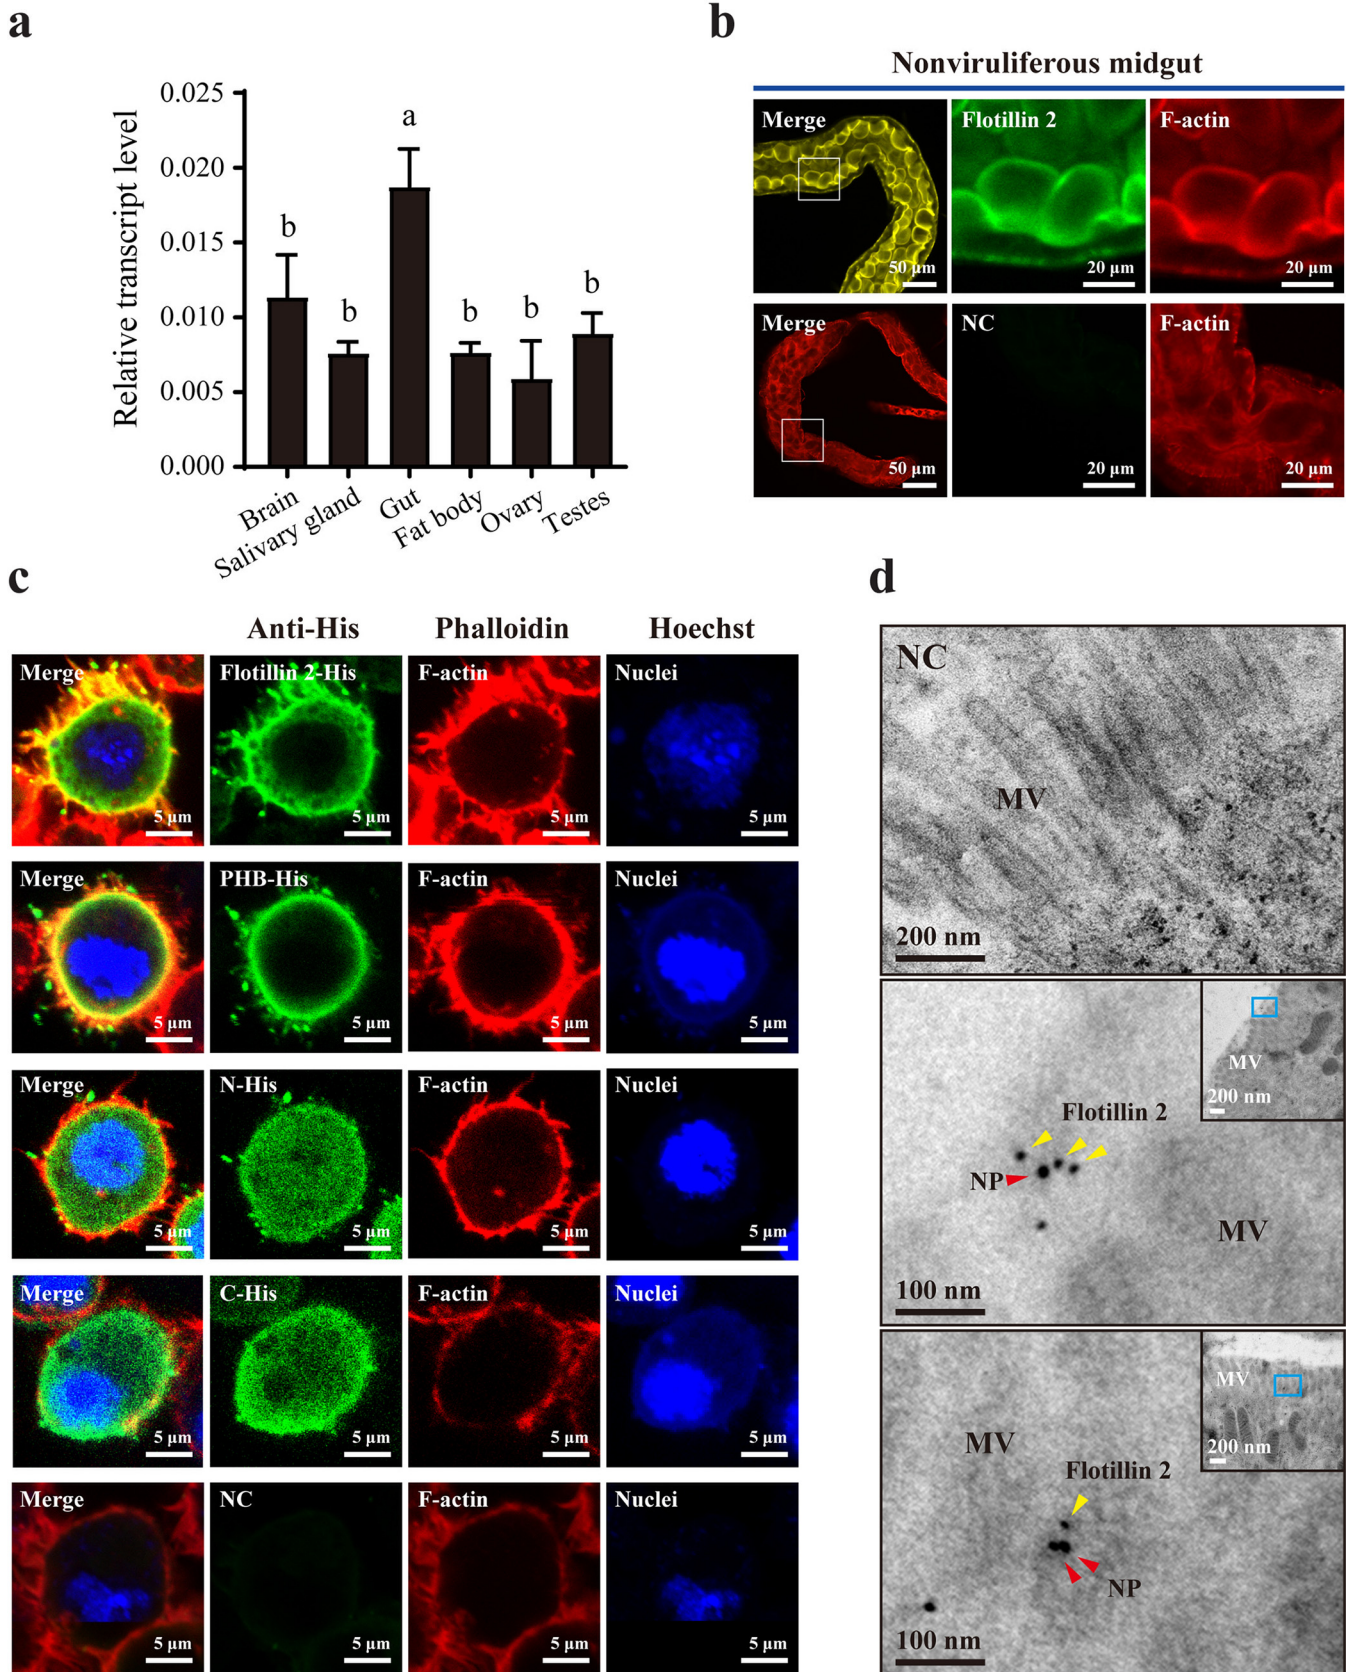 a
0.025
0.020
0.015
0.010
0.005
0.000
Relative transcript level
b
b
a
b
b
b
Brain
Salivary gland
Gut
Fat body
Ovary
Testes
b
Nonviruliferous midgut
Merge
50 μm
Flotillin 2
20 μm
F-actin
20 μm
Merge
50 μm
NC
20 μm
F-actin
20 μm
c
Anti-His Phalloidin Hoechst
Merge
5 μm
Flotillin 2-His
5 μm
F-actin
5 μm
Nuclei
5 μm
Merge
5 μm
PHB-His
5 μm
F-actin
5 μm
Nuclei
5 μm
Merge
5 μm
N-His
5 μm
F-actin
5 μm
Nuclei
5 μm
Merge
5 μm
C-His
5 μm
F-actin
5 μm
Nuclei
5 μm
Merge
5 μm
NC
5 μm
F-actin
5 μm
Nuclei
5 μm
d
NC
MV
200 nm
MV
200 nm
Flotillin 2
NP
MV
100 nm
MV
200 nm
MV
Flotillin 2
NP
100 nm